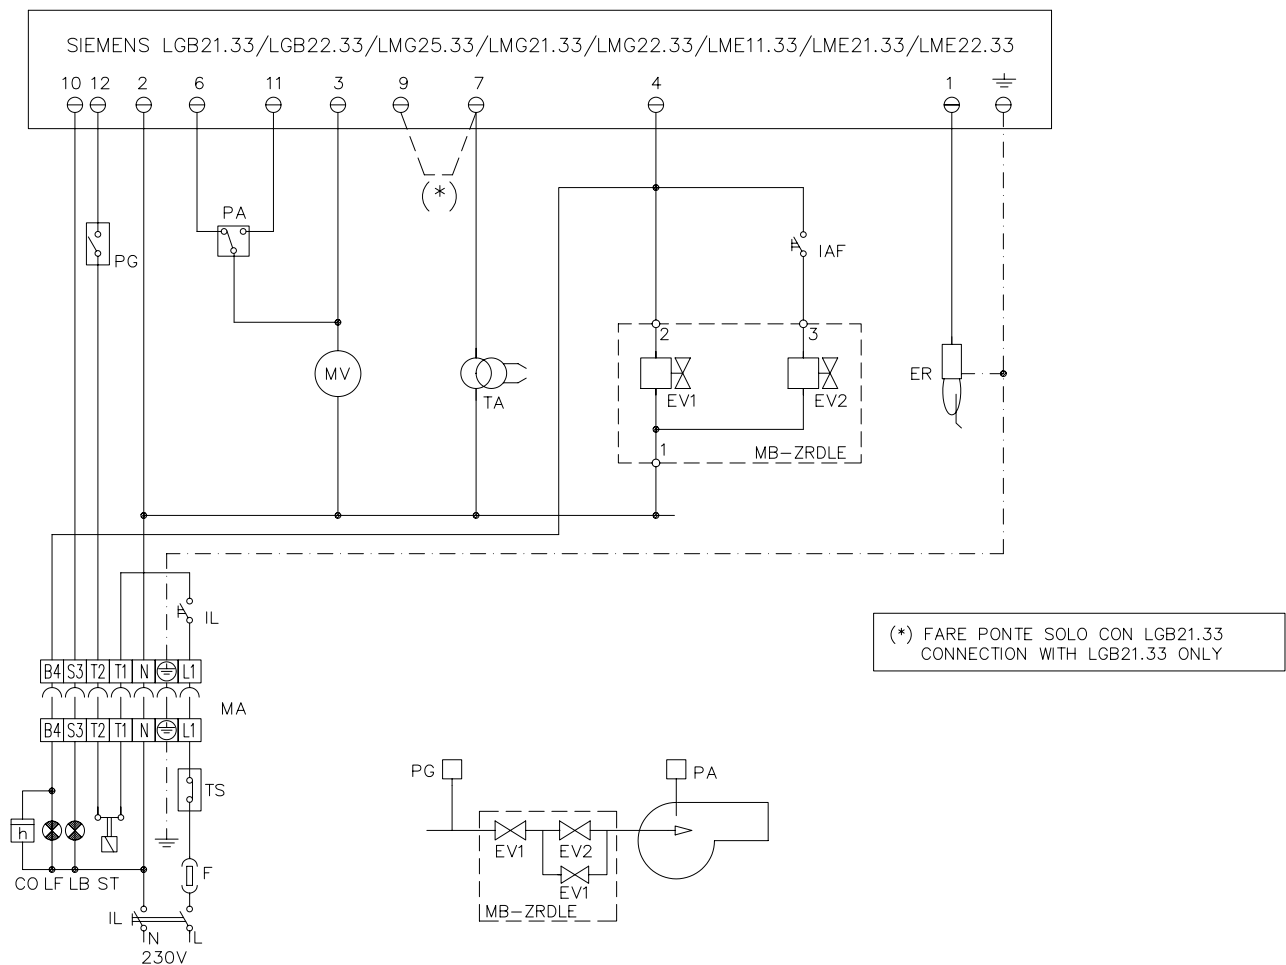 SIEMENS LGB21.33/LGB22.33/LMG25.33/LMG21.33/LMG22.33/LME11.33/LME21.33/LME22.33
10 12 2 6 11 3 9 7 4 1
(*)
PA
PG
IAF
2 3
MV
TA
EV1
EV2
ER
1
MB-ZRDLE
IL
(*) FARE PONTE SOLO CON LGB21.33
CONNECTION WITH LGB21.33 ONLY
B4 S3 T2 T1 N L1
MA
B4 S3 T2 T1 N L1
TS
h
CO LF LB ST
F
IL
N L
230V
PG
PA
EV1 EV2
EV1
MB-ZRDLE